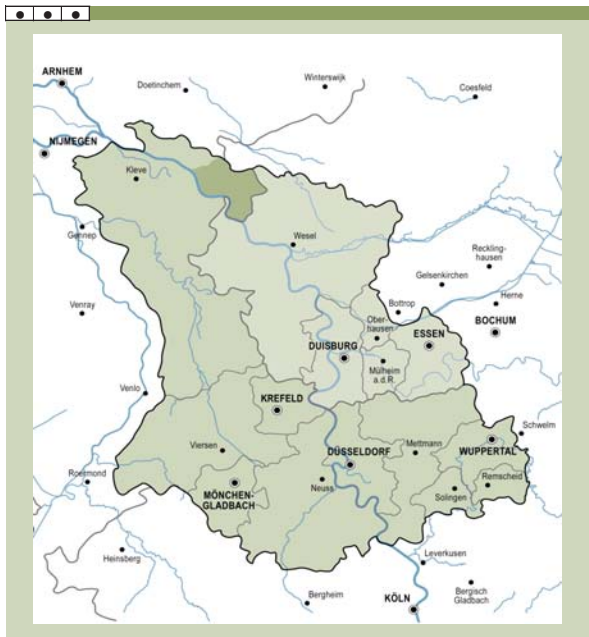 ARNHEM
Doetinchem
Winterswijk
Coesfeld
NIJMEGEN
Kleve
Gennep
Wesel
Reckling-
hausen
Gelsenkirchen
Venray
Bottrop
Herne
Ober-
hausen
BOCHUM
ESSEN
DUISBURG
Mülheim
a.d.R.
Venlo
KREFELD
Schwelm
Viersen
Mettmann
WUPPERTAL
DÜSSELDORF
Roermond
Remscheid
Neuss
MÖNCHEN-
GLADBACH
Solingen
Heinsberg
Leverkusen
Bergisch
Gladbach
Bergheim
KÖLN